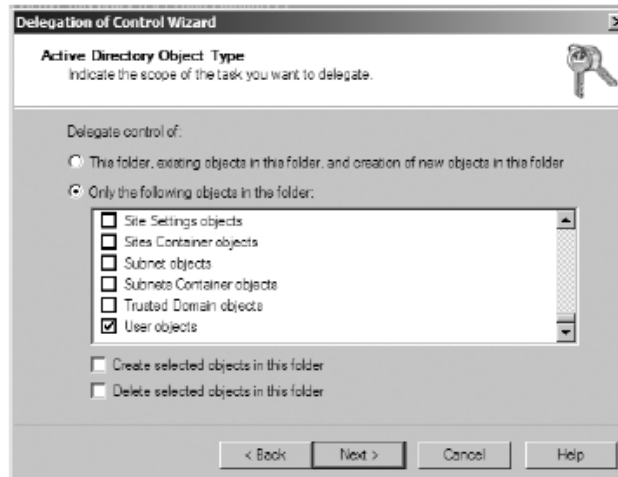 Delegation of Control Wizard
Active Directory Object Type
Indicate the scope of the task you want to delegate.
Delegate control of:
This folder, existing objects in this folder, and creation of new objects in this folder
Only the following objects in the folder:
Site Settings objects
Sites Container objects
Subnet objects
Subnets Container objects
Trusted Domain objects
User objects
Create selected objects in this folder
Delete selected objects in this folder
< Back Next > Cancel Help